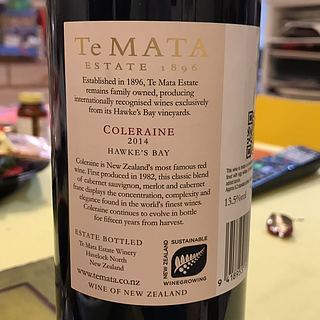 Te MATA
ESTATE 1896
Established in 1896, Te Mata Estate
remains family owned, producing
internationally recognised wines exclusively
from its Hawke's Bay vineyards.
COLERAINE
2014
HAWKE'S BAY
Coleraine is New Zealand's most famous red
wine. First produced in 1982, this classic blend
of cabernet sauvignon, merlot and cabernet
franc displays the concentration, complexity and
elegance found in the world's finest wines.
Coleraine continues to evolve in bottle
for fifteen years from harvest.
ESTATE BOTTLED
Te Mata Estate Winery
Havelock North
New Zealand
www.temata.co.nz
NEW ZEALAND
SUSTAINABLE
WINEGROWING
WINE OF NEW ZEALAND
This wine
13.5%vol